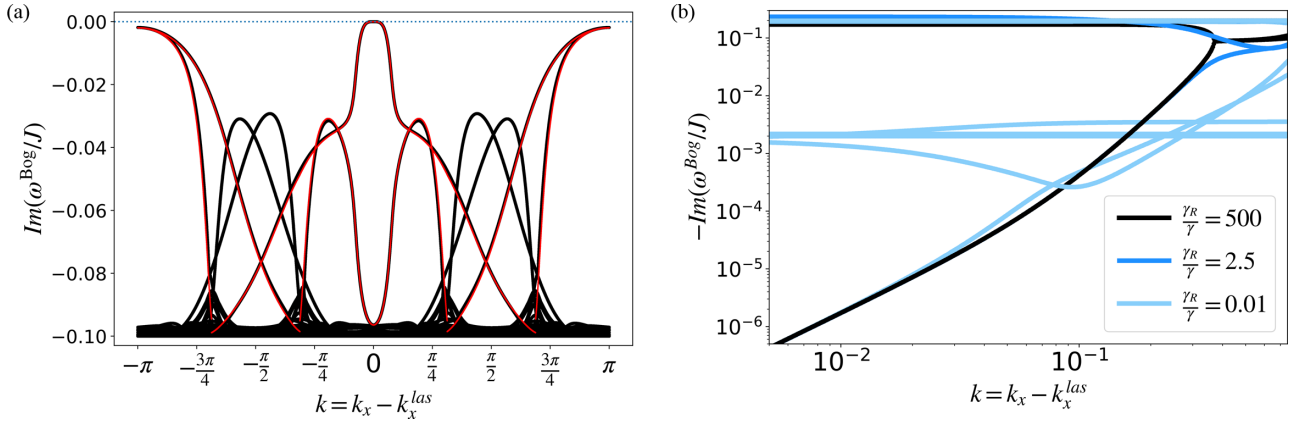 (a)
0.00
−0.02
−0.04
−0.06
−0.08
−0.10
Im(ω^Bog/J)
−π
−3π/4
−π/2
−π/4
0
π/4
π/2
3π/4
π
k = k_x − k_x^las
(b)
10^−1
10^−2
10^−3
10^−4
10^−5
10^−6
−Im(ω^Bog/J)
γ_R/γ = 500
γ_R/γ = 2.5
γ_R/γ = 0.01
10^−2
10^−1
k = k_x − k_x^las